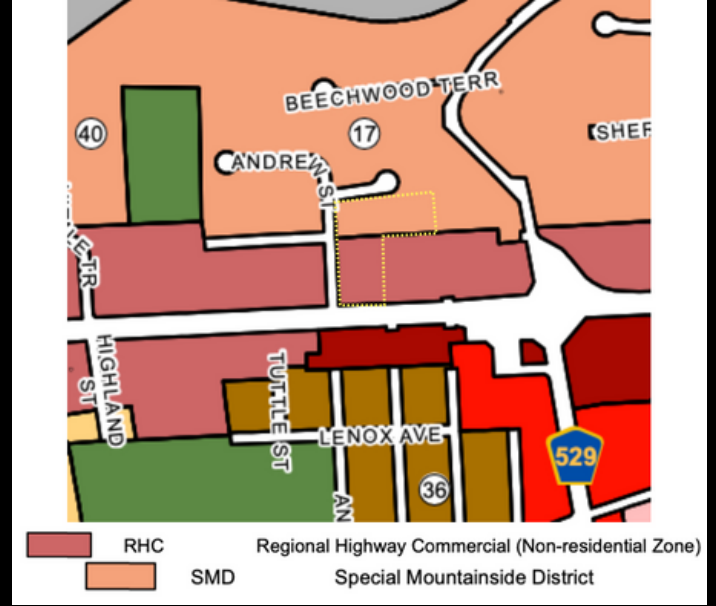 BEECHWOOD TERR
40
17
SHEF
ANDREW ST
HIGHLAND ST
TUTTLE ST
LENOX AVE
529
36
AN
RHC Regional Highway Commercial (Non-residential Zone)
SMD Special Mountainside District